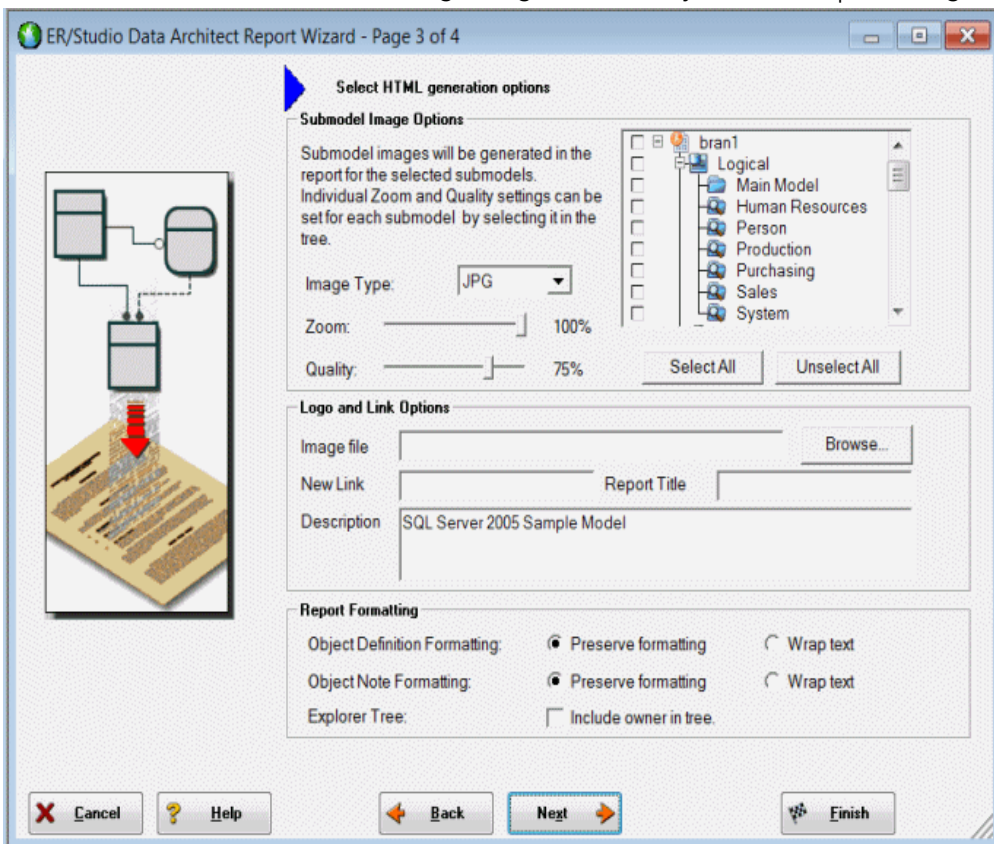 ER/Studio Data Architect Report Wizard - Page 3 of 4
Select HTML generation options
Submodel Image Options
Submodel images will be generated in the
report for the selected submodels.
Individual Zoom and Quality settings can be
set for each submodel by selecting it in the
tree.
Image Type: JPG
Zoom: 100%
Quality: 75%
bran1
Logical
Main Model
Human Resources
Person
Production
Purchasing
Sales
System
Select All Unselect All
Logo and Link Options
Image file Browse...
New Link Report Title
Description SQL Server 2005 Sample Model
Report Formatting
Object Definition Formatting: Preserve formatting Wrap text
Object Note Formatting: Preserve formatting Wrap text
Explorer Tree: Include owner in tree.
Cancel Help Back Next Finish